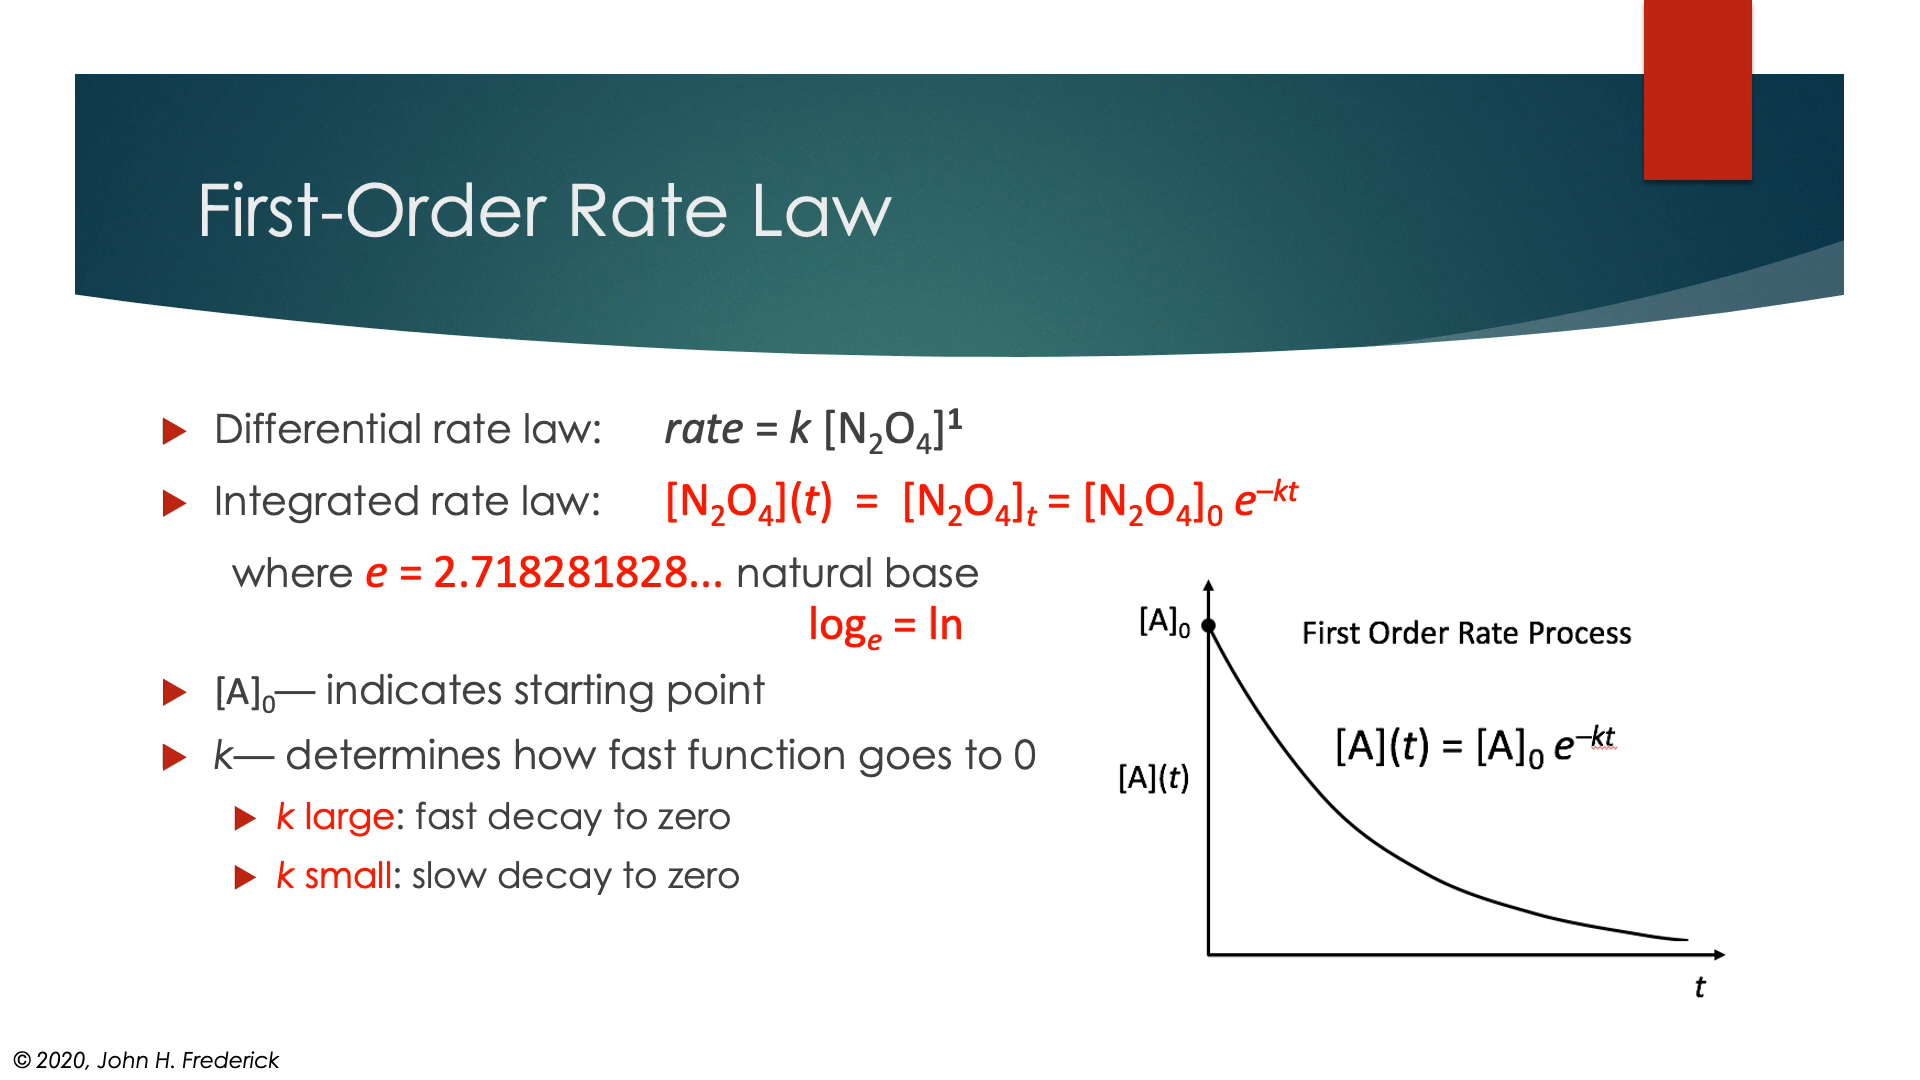 First-Order Rate Law
Differential rate law: rate = k [N₂O₄]¹
Integrated rate law: [N₂O₄](t) = [N₂O₄]ₜ = [N₂O₄]₀ e⁻ᵏᵗ
where e = 2.718281828... natural base
logₑ = ln
[A]₀— indicates starting point
k— determines how fast function goes to 0
k large: fast decay to zero
k small: slow decay to zero
[A]₀
First Order Rate Process
[A](t) = [A]₀ e⁻ᵏᵗ
[A](t)
t
© 2020, John H. Frederick